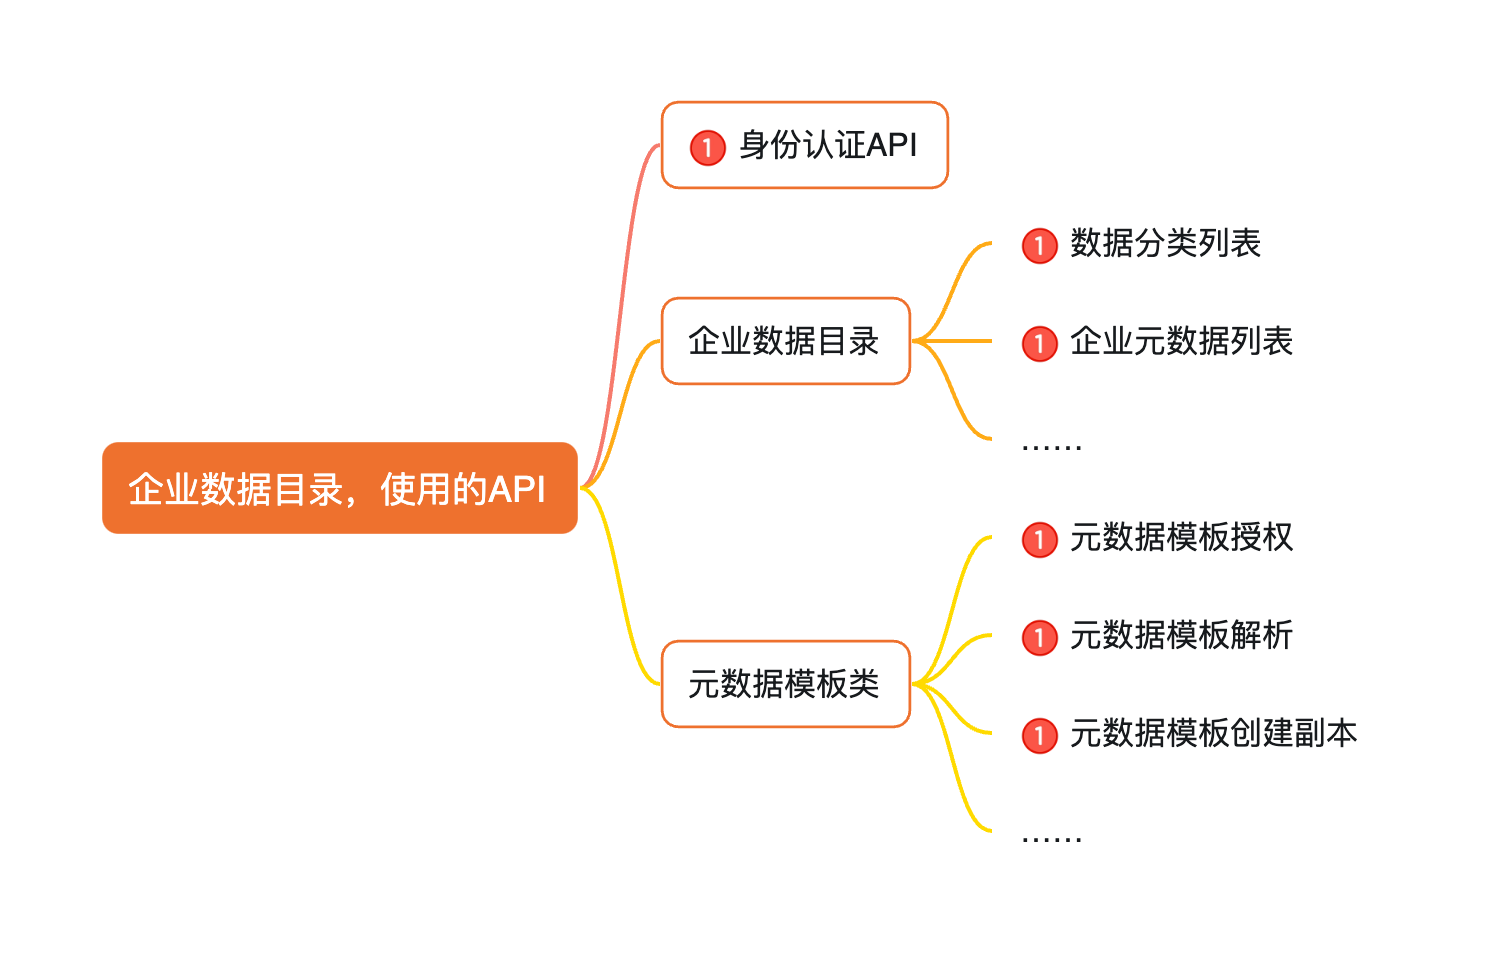 1 身份认证API
1 数据分类列表
企业数据目录
1 企业元数据列表
……
企业数据目录，使用的API
1 元数据模板授权
1 元数据模板解析
元数据模板类
1 元数据模板创建副本
……